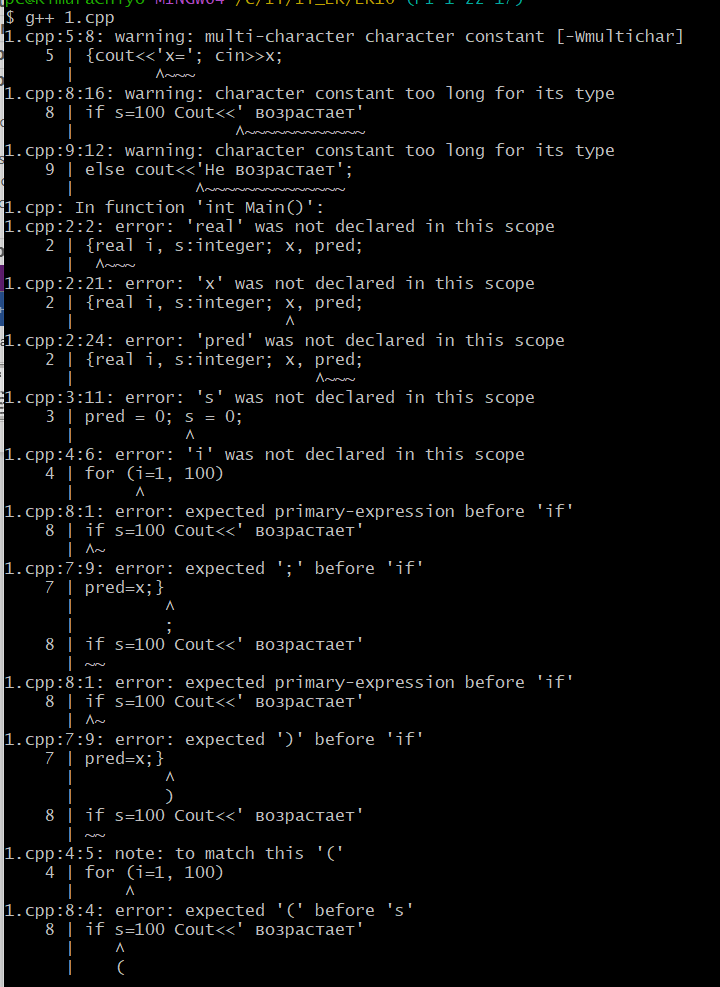 $ g++ 1.cpp
1.cpp:5:8: warning: multi-character character constant [-Wmultichar]
    5 | {cout<<'x='; cin>>x;
      |        ^~~~
1.cpp:8:16: warning: character constant too long for its type
    8 | if s=100 Cout<<' возрастает'
      |                ^~~~~~~~~~~~~
1.cpp:9:12: warning: character constant too long for its type
    9 | else cout<<'Не возрастает';
      |            ^~~~~~~~~~~~~~~
1.cpp: In function 'int Main()':
1.cpp:2:2: error: 'real' was not declared in this scope
    2 | {real i, s:integer; x, pred;
      |  ^~~~
1.cpp:2:21: error: 'x' was not declared in this scope
    2 | {real i, s:integer; x, pred;
      |                     ^
1.cpp:2:24: error: 'pred' was not declared in this scope
    2 | {real i, s:integer; x, pred;
      |                        ^~~~
1.cpp:3:11: error: 's' was not declared in this scope
    3 | pred = 0; s = 0;
      |           ^
1.cpp:4:6: error: 'i' was not declared in this scope
    4 | for (i=1, 100)
      |      ^
1.cpp:8:1: error: expected primary-expression before 'if'
    8 | if s=100 Cout<<' возрастает'
      | ^~
1.cpp:7:9: error: expected ';' before 'if'
    7 | pred=x;}
      |         ^
      |         ;
    8 | if s=100 Cout<<' возрастает'
      | ~~
1.cpp:8:1: error: expected primary-expression before 'if'
    8 | if s=100 Cout<<' возрастает'
      | ^~
1.cpp:7:9: error: expected ')' before 'if'
    7 | pred=x;}
      |         ^
      |         )
    8 | if s=100 Cout<<' возрастает'
      | ~~
1.cpp:4:5: note: to match this '('
    4 | for (i=1, 100)
      |     ^
1.cpp:8:4: error: expected '(' before 's'
    8 | if s=100 Cout<<' возрастает'
      |    ^
      |    (